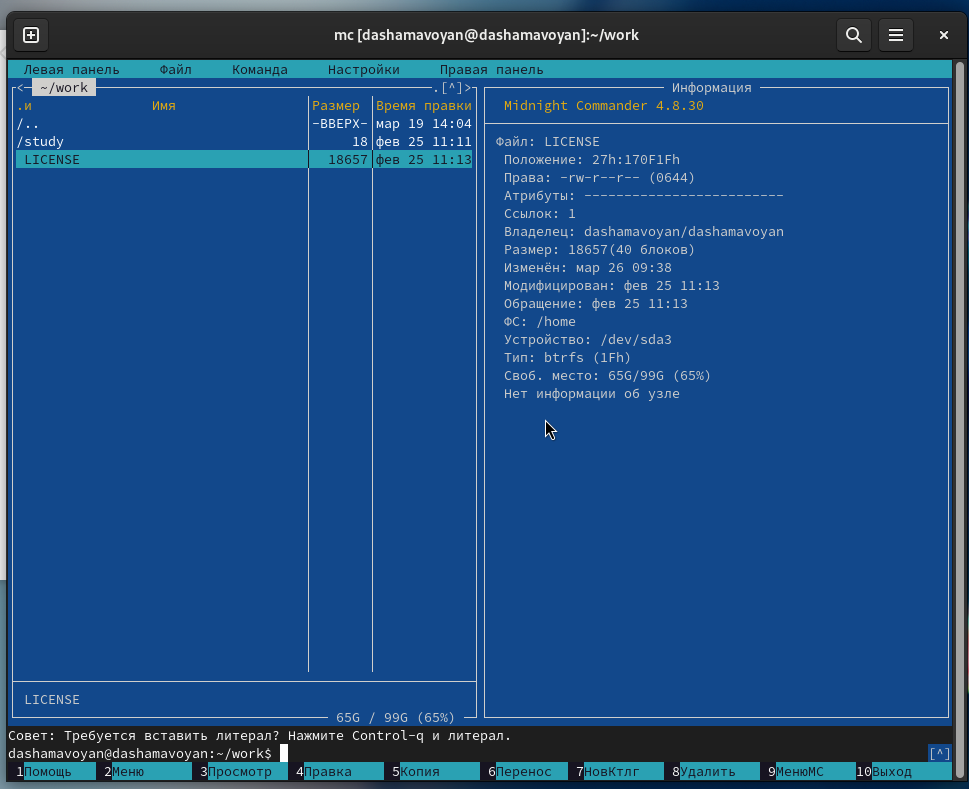 mc [dashamavoyan@dashamavoyan]:~/work
Левая панель Файл Команда Настройки Правая панель
<─ ~/work .[^]>
.и Имя Размер Время правки
/.. -ВВЕРХ- мар 19 14:04
/study 18 фев 25 11:11
LICENSE 18657 фев 25 11:13
LICENSE
65G / 99G (65%)
Информация
Midnight Commander 4.8.30
Файл: LICENSE
Положение: 27h:170F1Fh
Права: -rw-r--r-- (0644)
Атрибуты: -------------------------
Ссылок: 1
Владелец: dashamavoyan/dashamavoyan
Размер: 18657(40 блоков)
Изменён: мар 26 09:38
Модифицирован: фев 25 11:13
Обращение: фев 25 11:13
ФС: /home
Устройство: /dev/sda3
Тип: btrfs (1Fh)
Своб. место: 65G/99G (65%)
Нет информации об узле
Совет: Требуется вставить литерал? Нажмите Control-q и литерал.
dashamavoyan@dashamavoyan:~/work$ [^]
1Помощь 2Меню 3Просмотр 4Правка 5Копия 6Перенос 7НовКтлг 8Удалить 9МенюМС 10Выход